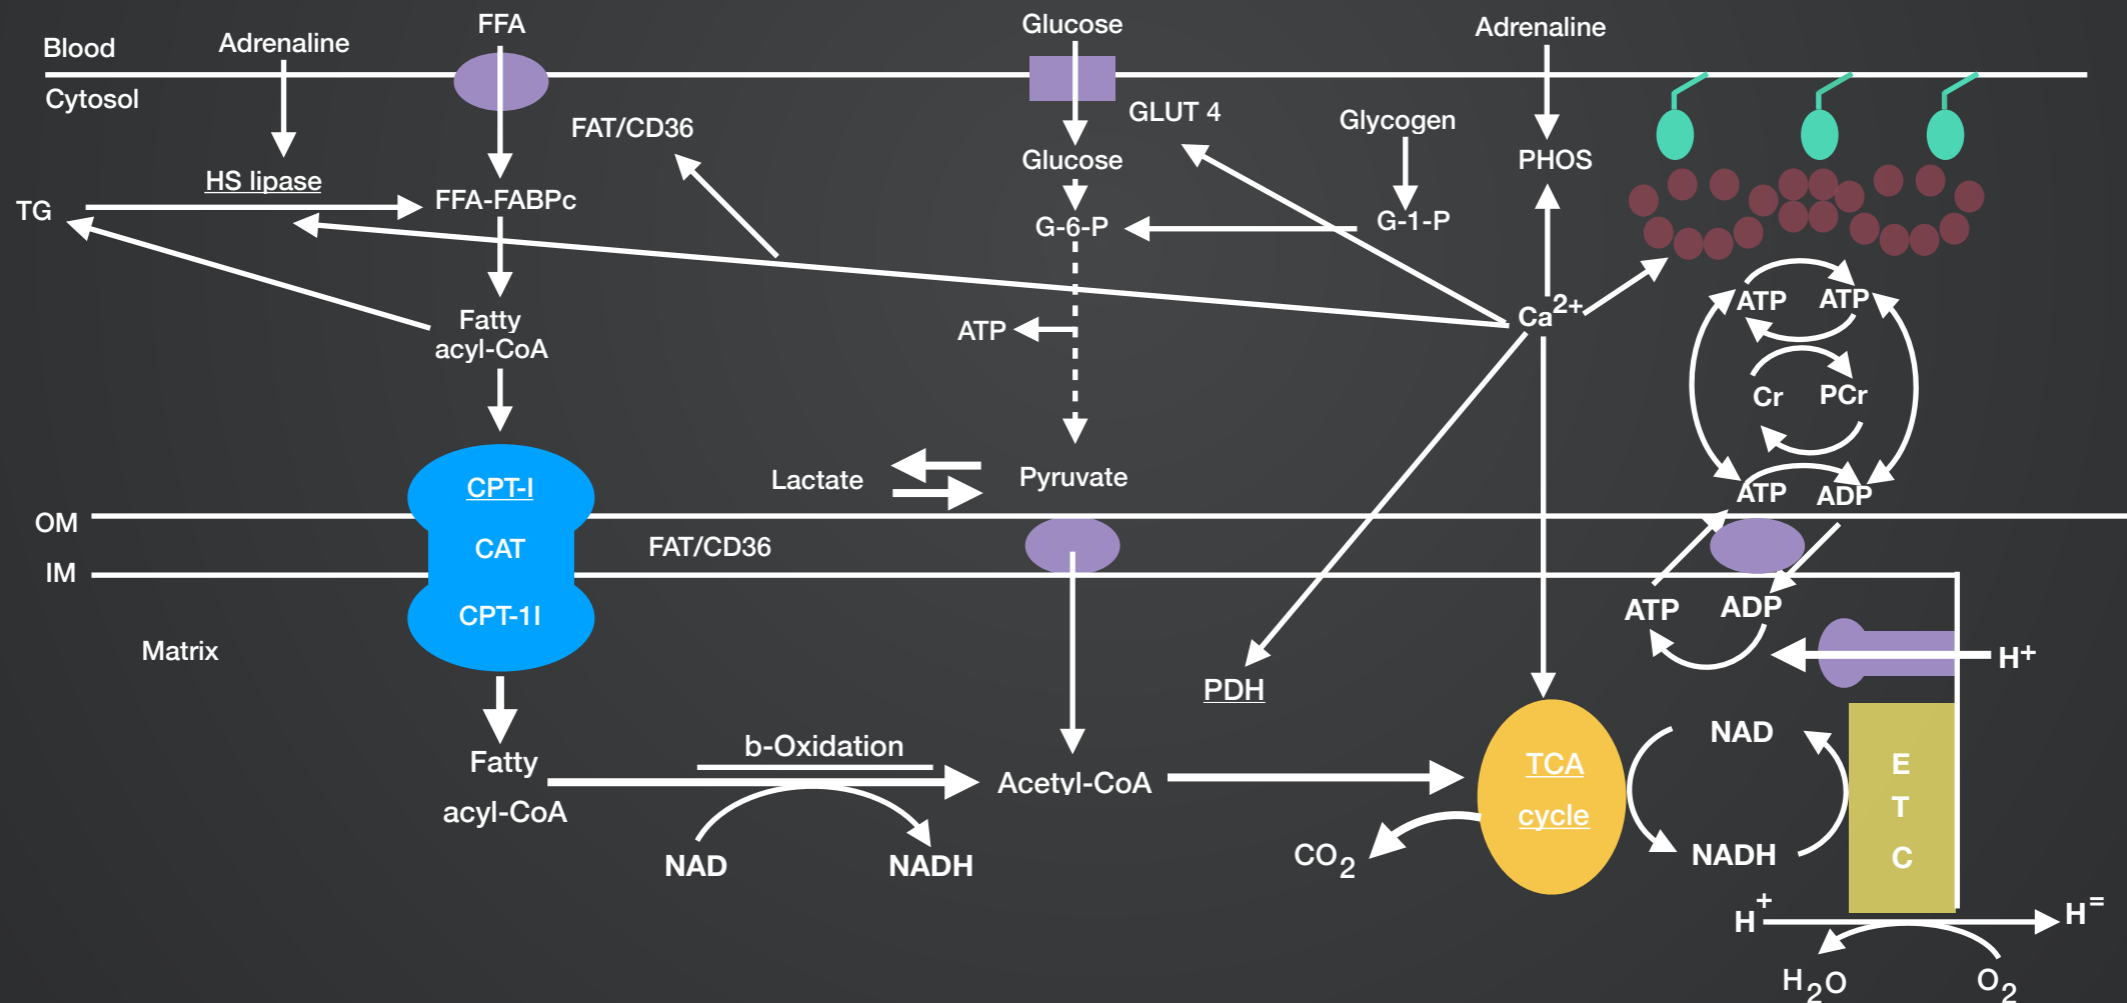 Blood
Adrenaline
FFA
Glucose
Adrenaline
Cytosol
FAT/CD36
GLUT 4
Glycogen
HS lipase
Glucose
PHOS
TG
FFA-FABPc
G-6-P
G-1-P
Fatty
acyl-CoA
ATP
Ca2+
ATP
ATP
Cr
PCr
CPT-I
Lactate
Pyruvate
ATP
ADP
OM
CAT
FAT/CD36
IM
CPT-1I
ATP
ADP
Matrix
H+
PDH
Fatty
acyl-CoA
b-Oxidation
Acetyl-CoA
TCA
cycle
NAD
E
T
C
NAD
NADH
CO2
NADH
H+
H=
H2O
O2